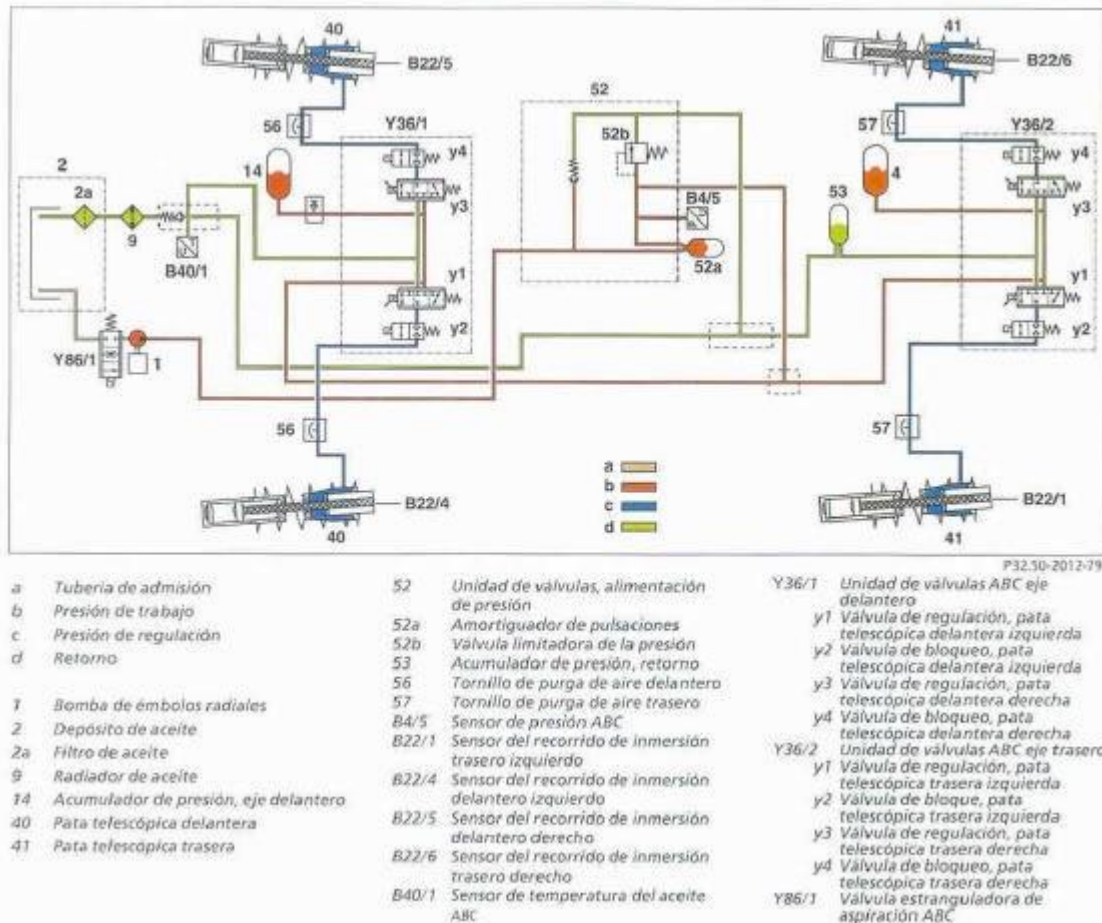 40
B22/5
41
B22/6
56
Y36/1
y4
y3
y1
y2
52
52b
B4/5
52a
57
Y36/2
y4
y3
y1
y2
2
2a
9
14
B40/1
53
4
Y86/1
1
56
B22/4
40
57
B22/1
41
a
b
c
d
P32.50-2012-79
a Tubería de admisión
b Presión de trabajo
c Presión de regulación
d Retorno
1 Bomba de émbolos radiales
2 Depósito de aceite
2a Filtro de aceite
9 Radiador de aceite
14 Acumulador de presión, eje delantero
40 Pata telescópica delantera
41 Pata telescópica trasera
52 Unidad de válvulas, alimentación
de presión
52a Amortiguador de pulsaciones
52b Válvula limitadora de la presión
53 Acumulador de presión, retorno
56 Tornillo de purga de aire delantero
57 Tornillo de purga de aire trasero
B4/5 Sensor de presión ABC
B22/1 Sensor del recorrido de inmersión
trasero izquierdo
B22/4 Sensor del recorrido de inmersión
delantero izquierdo
B22/5 Sensor del recorrido de inmersión
delantero derecho
B22/6 Sensor del recorrido de inmersión
trasero derecho
B40/1 Sensor de temperatura del aceite
ABC
Y36/1 Unidad de válvulas ABC eje
delantero
y1 Válvula de regulación, pata
telescópica delantera izquierda
y2 Válvula de bloqueo, pata
telescópica delantera izquierda
y3 Válvula de regulación, pata
telescópica delantera derecha
y4 Válvula de bloqueo, pata
telescópica delantera derecha
Y36/2 Unidad de válvulas ABC eje trasero
y1 Válvula de regulación, pata
telescópica trasera izquierda
y2 Válvula de bloque, pata
telescópica trasera izquierda
y3 Válvula de regulación, pata
telescópica trasera derecha
y4 Válvula de bloqueo, pata
telescópica trasera derecha
Y86/1 Válvula estranguladora de
aspiración ABC